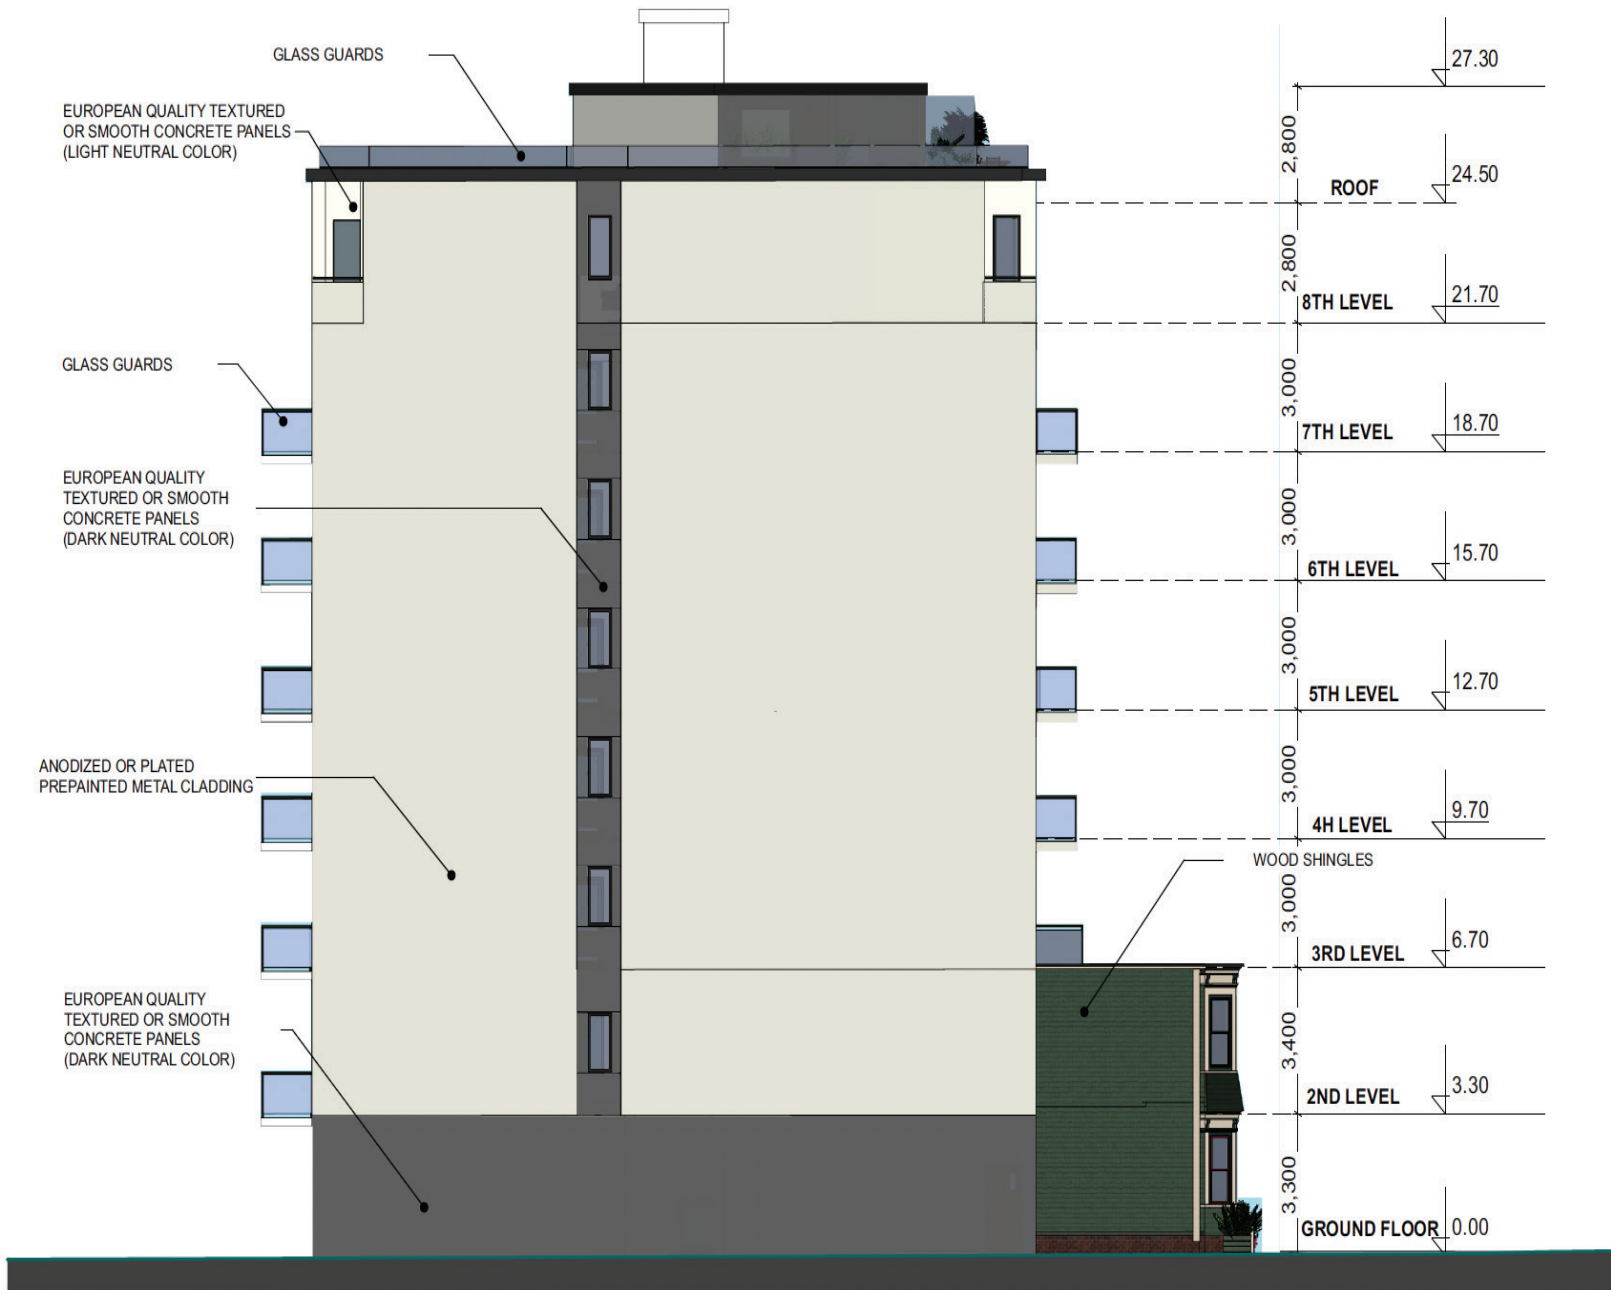 GLASS GUARDS
EUROPEAN QUALITY TEXTURED
OR SMOOTH CONCRETE PANELS
(LIGHT NEUTRAL COLOR)
GLASS GUARDS
EUROPEAN QUALITY
TEXTURED OR SMOOTH
CONCRETE PANELS
(DARK NEUTRAL COLOR)
ANODIZED OR PLATED
PREPAINTED METAL CLADDING
EUROPEAN QUALITY
TEXTURED OR SMOOTH
CONCRETE PANELS
(DARK NEUTRAL COLOR)
27.30
2,800
ROOF 24.50
2,800
8TH LEVEL 21.70
3,000
7TH LEVEL 18.70
3,000
6TH LEVEL 15.70
3,000
5TH LEVEL 12.70
3,000
4H LEVEL 9.70
WOOD SHINGLES
3,000
3RD LEVEL 6.70
3,400
2ND LEVEL 3.30
3,300
GROUND FLOOR 0.00